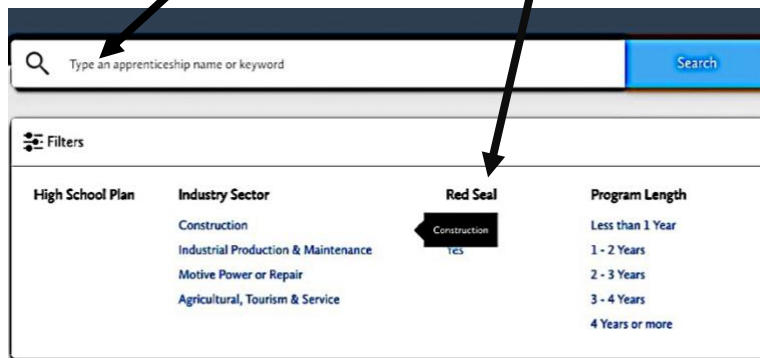 Type an apprenticeship name or keyword
Search
Filters
High School Plan
Industry Sector
Construction
Industrial Production & Maintenance
Motive Power or Repair
Agricultural, Tourism & Service
Red Seal
Construction
Yes
Program Length
Less than 1 Year
1 - 2 Years
2 - 3 Years
3 - 4 Years
4 Years or more